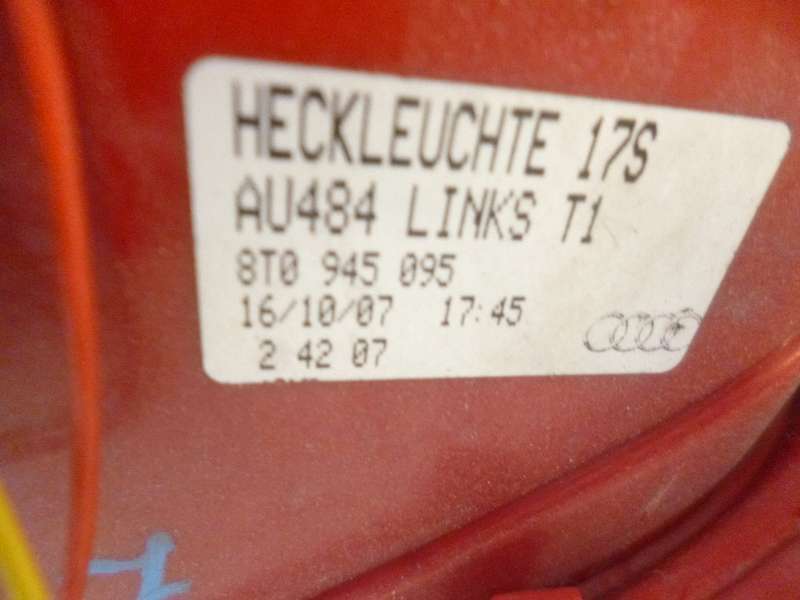 HECKLEUCHTE 17S
AU484 LINKS T1
8T0 945 095
16/10/07 17:45
2 42 07